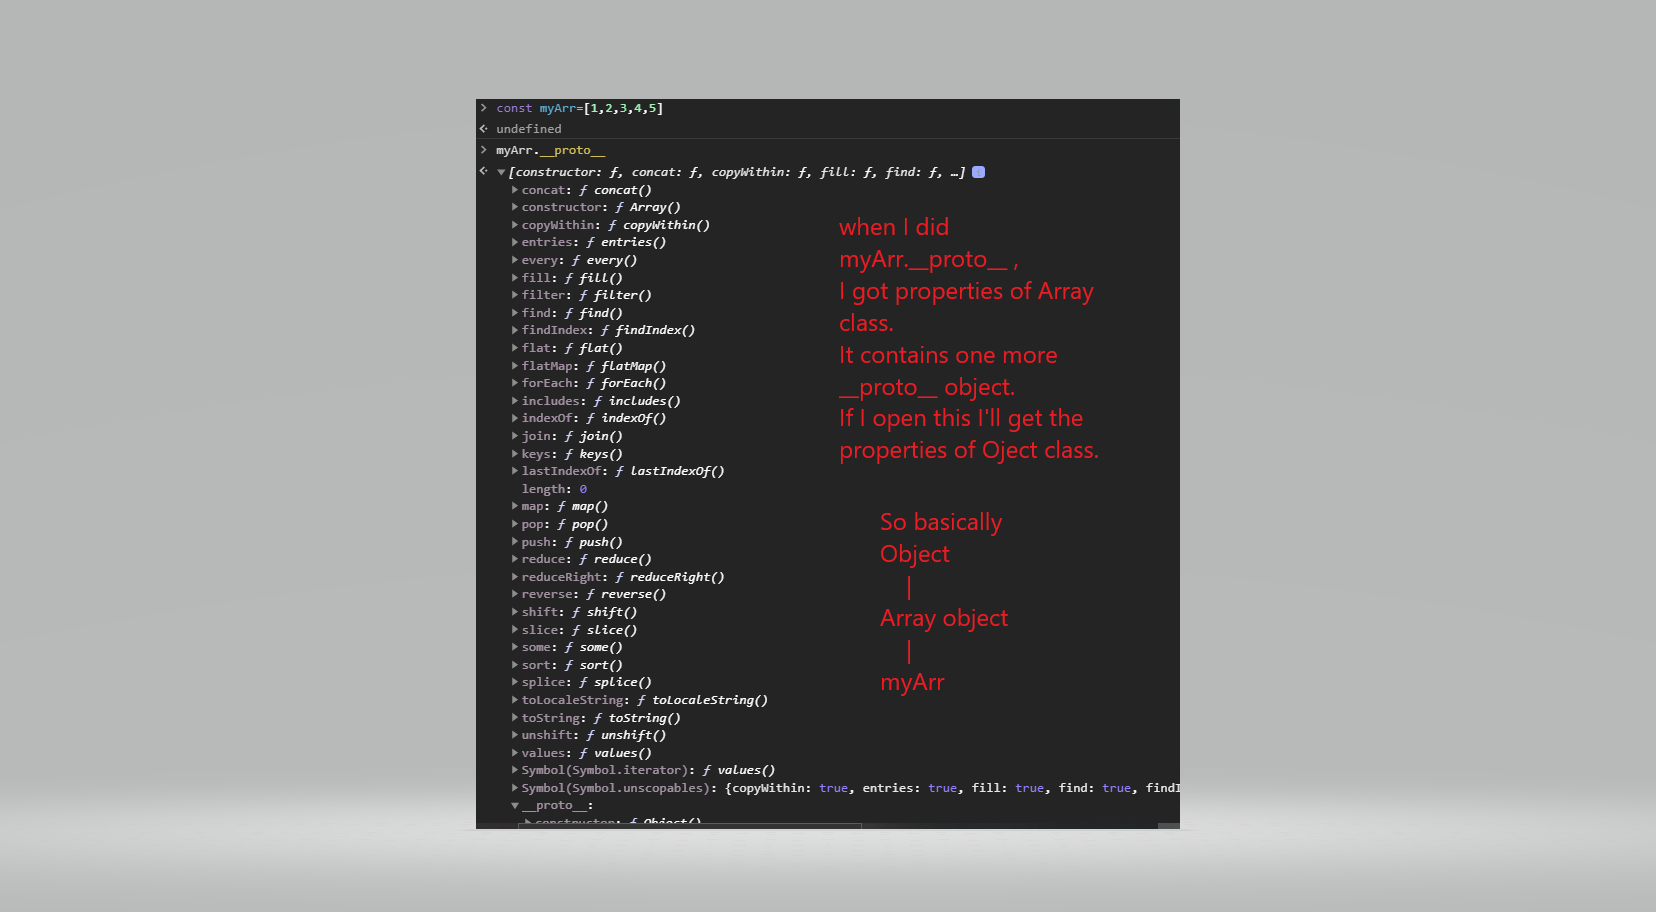 > const myArr=[1,2,3,4,5]
undefined
> myArr.__proto__
[constructor: ƒ, concat: ƒ, copyWithin: ƒ, fill: ƒ, find: ƒ, …]
concat: ƒ concat()
constructor: ƒ Array()
copyWithin: ƒ copyWithin()
entries: ƒ entries()
every: ƒ every()
fill: ƒ fill()
filter: ƒ filter()
find: ƒ find()
findIndex: ƒ findIndex()
flat: ƒ flat()
flatMap: ƒ flatMap()
forEach: ƒ forEach()
includes: ƒ includes()
indexOf: ƒ indexOf()
join: ƒ join()
keys: ƒ keys()
lastIndexOf: ƒ lastIndexOf()
length: 0
map: ƒ map()
pop: ƒ pop()
push: ƒ push()
reduce: ƒ reduce()
reduceRight: ƒ reduceRight()
reverse: ƒ reverse()
shift: ƒ shift()
slice: ƒ slice()
some: ƒ some()
sort: ƒ sort()
splice: ƒ splice()
toLocaleString: ƒ toLocaleString()
toString: ƒ toString()
unshift: ƒ unshift()
values: ƒ values()
Symbol(Symbol.iterator): ƒ values()
Symbol(Symbol.unscopables): {copyWithin: true, entries: true, fill: true, find: true, findI
__proto__:
constructor: ƒ Object()
when I did
myArr.__proto__ ,
I got properties of Array
class.
It contains one more
__proto__ object.
If I open this I'll get the
properties of Oject class.
So basically
Object
|
Array object
|
myArr